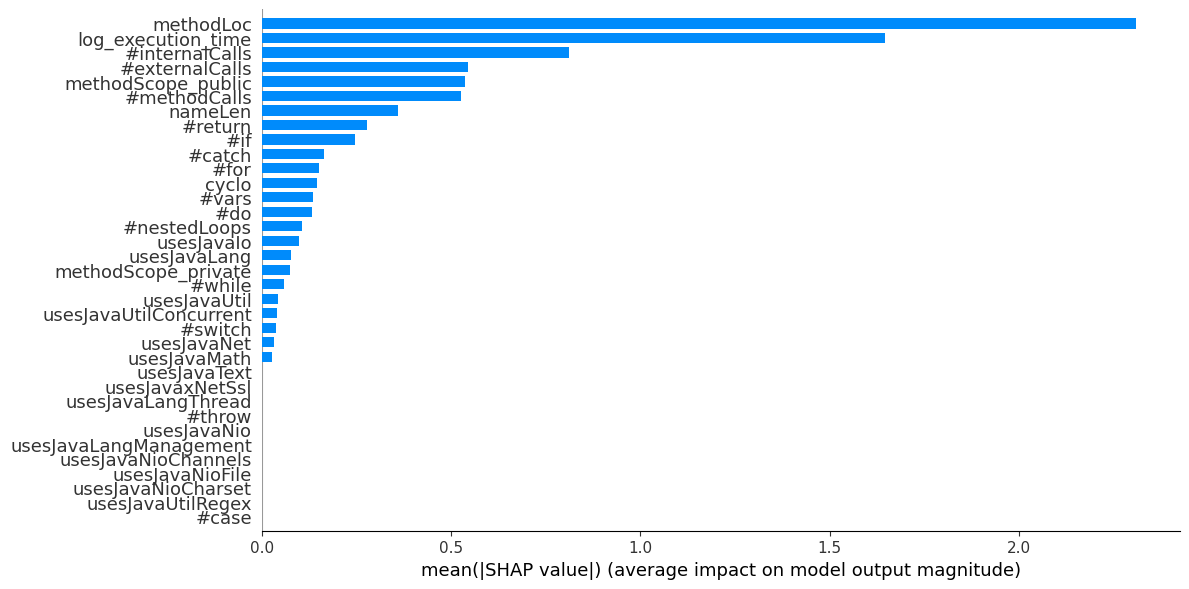 methodLoc
log_execution_time
#internalCalls
#externalCalls
methodScope_public
#methodCalls
nameLen
#return
#if
#catch
#for
cyclo
#vars
#do
#nestedLoops
usesJavaIo
usesJavaLang
methodScope_private
#while
usesJavaUtil
usesJavaUtilConcurrent
#switch
usesJavaNet
usesJavaMath
usesJavaText
usesJavaxNetSsl
usesJavaLangThread
#throw
usesJavaNio
usesJavaLangManagement
usesJavaNioChannels
usesJavaNioFile
usesJavaNioCharset
usesJavaUtilRegex
#case
0.0 0.5 1.0 1.5 2.0
mean(|SHAP value|) (average impact on model output magnitude)